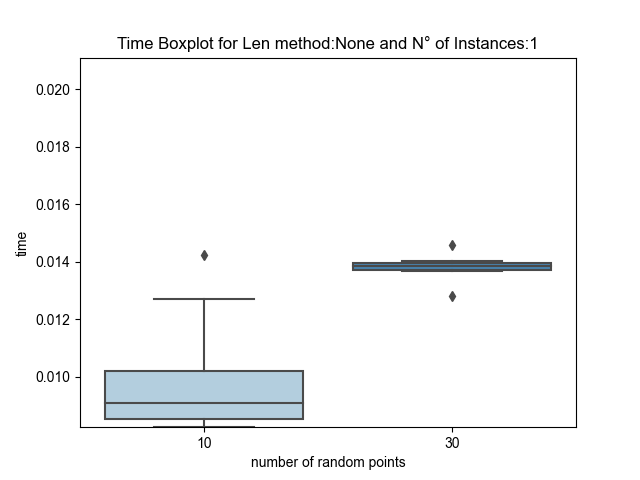 Time Boxplot for Len method:None and N° of Instances:1
0.020
0.018
0.016
0.014
0.012
0.010
time
10 30
number of random points